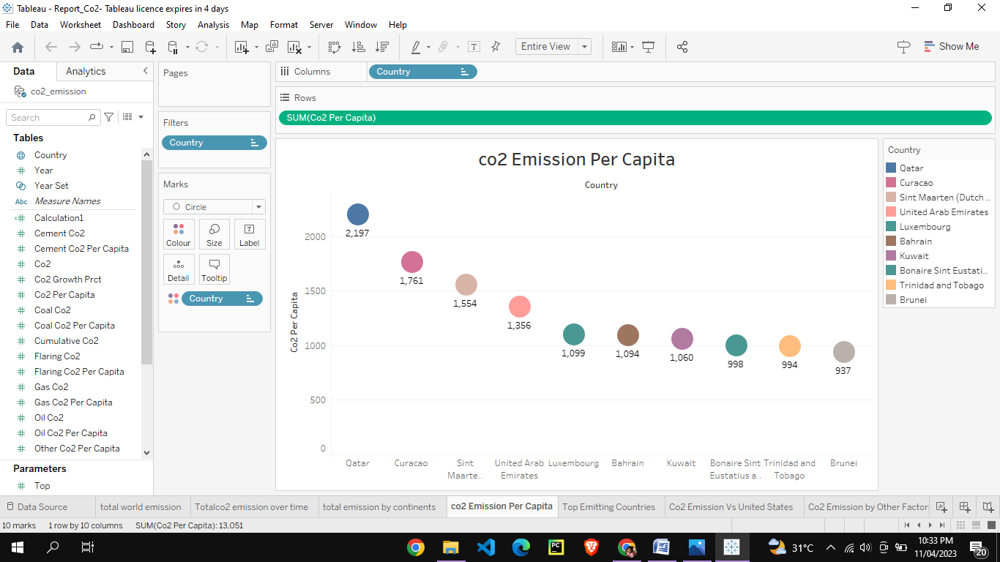 Tableau - Report_Co2- Tableau licence expires in 4 days
File Data Worksheet Dashboard Story Analysis Map Format Server Window Help
Entire View
Show Me
Data Analytics
co2_emission
Search
Tables
Country
Year
Year Set
Abc Measure Names
Calculation1
Cement Co2
Cement Co2 Per Capita
Co2
Co2 Growth Prct
Co2 Per Capita
Coal Co2
Coal Co2 Per Capita
Cumulative Co2
Flaring Co2
Flaring Co2 Per Capita
Gas Co2
Gas Co2 Per Capita
Oil Co2
Oil Co2 Per Capita
Other Co2 Per Capita
Parameters
Top
Pages
Filters
Country
Marks
Circle
Colour Size Label
Detail Tooltip
Country
Columns Country
Rows
SUM(Co2 Per Capita)
co2 Emission Per Capita
Country
Co2 Per Capita
2000
1500
1000
500
0
2,197
1,761
1,554
1,356
1,099
1,094
1,060
998
994
937
Qatar Curacao Sint Maarte.. United Arab Emirates Luxembourg Bahrain Kuwait Bonaire Sint Eustatius a.. Trinidad and Tobago Brunei
Country
Qatar
Curacao
Sint Maarten (Dutch ..
United Arab Emirates
Luxembourg
Bahrain
Kuwait
Bonaire Sint Eustati..
Trinidad and Tobago
Brunei
Data Source total world emission Totalco2 emission over time total emission by continents co2 Emission Per Capita Top Emitting Countries Co2 Emission Vs United States Co2 Emission by Other Factor
10 marks 1 row by 10 columns SUM(Co2 Per Capita): 13,051
31°C
10:33 PM
11/04/2023
20